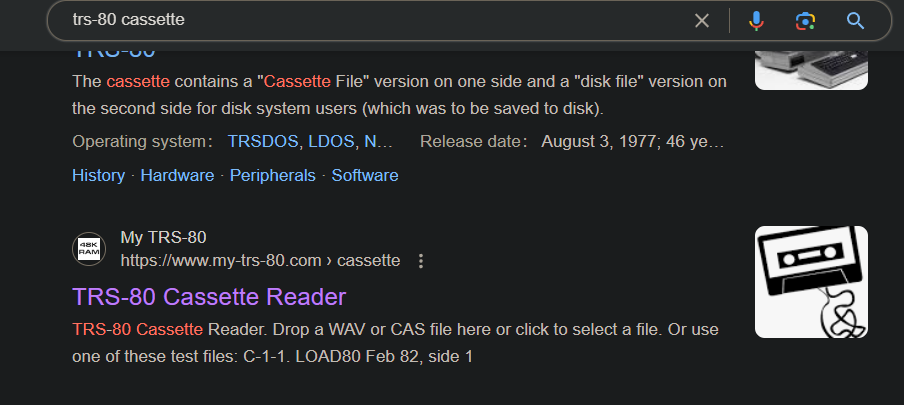 trs-80 cassette
TRS-80
The cassette contains a "Cassette File" version on one side and a "disk file" version on
the second side for disk system users (which was to be saved to disk).
Operating system: TRSDOS, LDOS, N... Release date: August 3, 1977; 46 ye...
History · Hardware · Peripherals · Software
48K
RAM
My TRS-80
https://www.my-trs-80.com › cassette
TRS-80 Cassette Reader
TRS-80 Cassette Reader. Drop a WAV or CAS file here or click to select a file. Or use
one of these test files: C-1-1. LOAD80 Feb 82, side 1